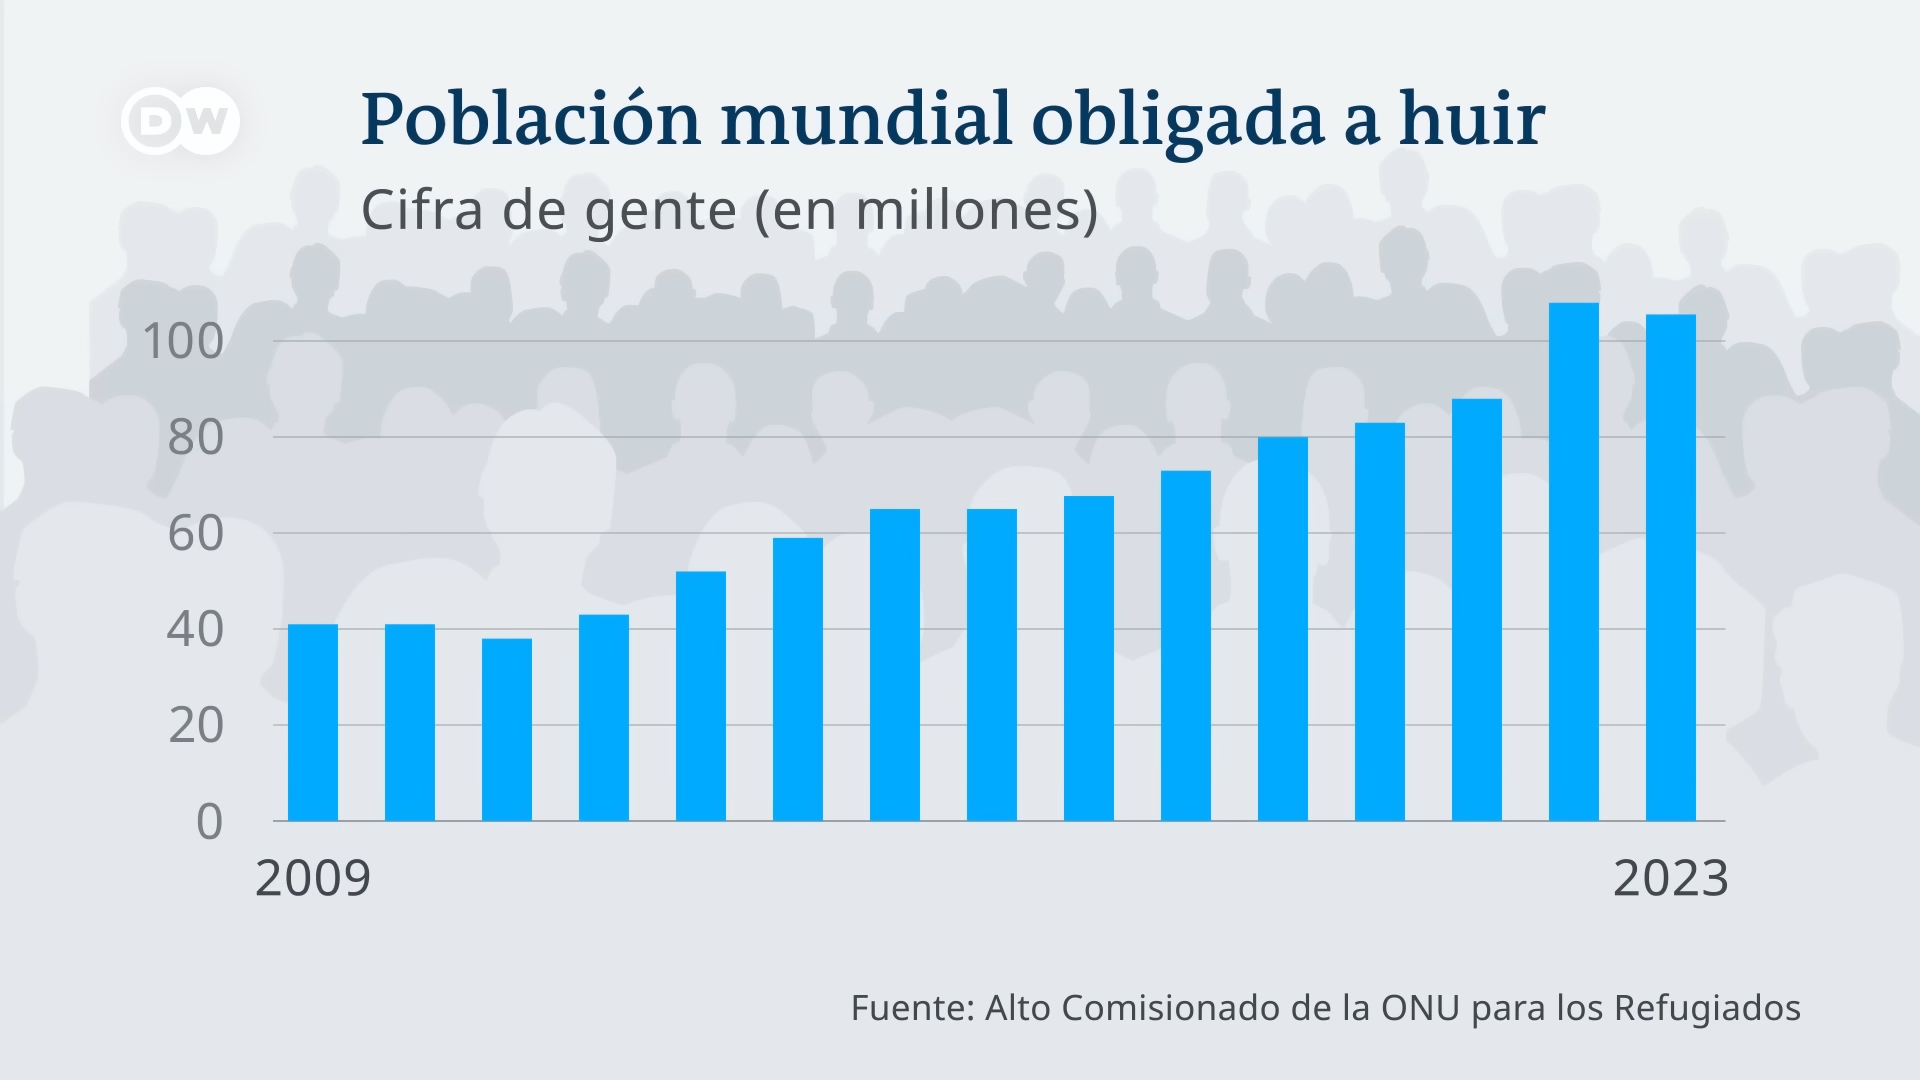 DW
Población mundial obligada a huir
Cifra de gente (en millones)
100
80
60
40
20
0
2009 2023
Fuente: Alto Comisionado de la ONU para los Refugiados